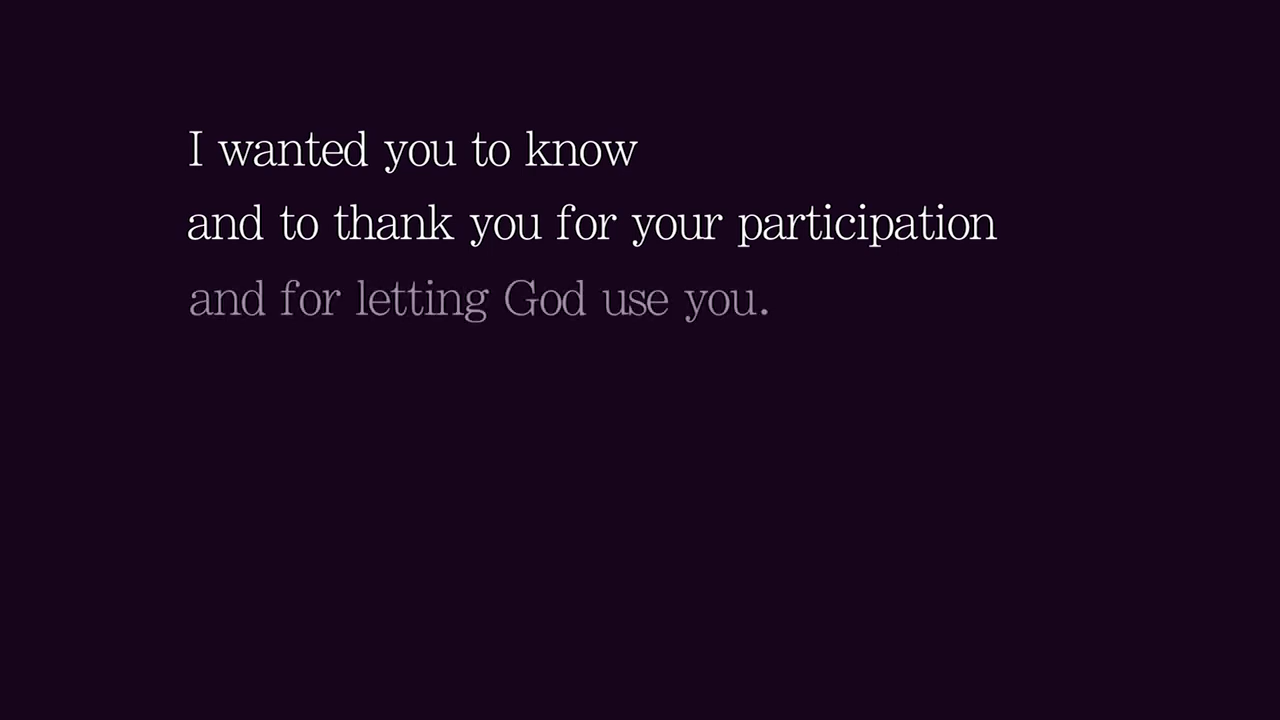 I wanted you to know
and to thank you for your participation
and for letting God use you.